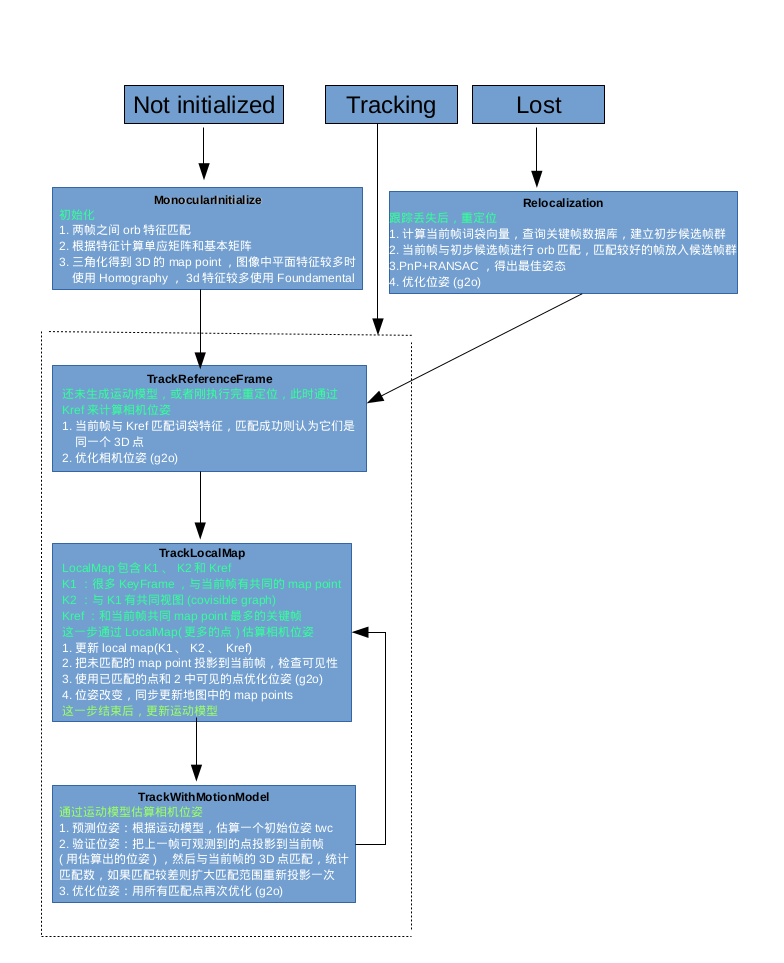 Not initialized
Tracking
Lost
MonocularInitialize
初始化
1. 两帧之间 orb 特征匹配
2. 根据特征计算单应矩阵和基本矩阵
3. 三角化得到 3D 的 map point ，图像中平面特征较多时
使用 Homography ， 3d 特征较多使用 Foundamental
Relocalization
跟踪丢失后，重定位
1. 计算当前帧词袋向量，查询关键帧数据库，建立初步候选帧群
2. 当前帧与初步候选帧进行 orb 匹配，匹配较好的帧放入候选帧群
3.PnP+RANSAC ，得出最佳姿态
4. 优化位姿 (g2o)
TrackReferenceFrame
还未生成运动模型，或者刚执行完重定位，此时通过
Kref 来计算相机位姿
1. 当前帧与 Kref 匹配词袋特征，匹配成功则认为它们是
同一个 3D 点
2. 优化相机位姿 (g2o)
TrackLocalMap
LocalMap 包含 K1 、 K2 和 Kref
K1 ：很多 KeyFrame ，与当前帧有共同的 map point
K2 ：与 K1 有共同视图 (covisible graph)
Kref ：和当前帧共同 map point 最多的关键帧
这一步通过 LocalMap( 更多的点 ) 估算相机位姿
1. 更新 local map(K1 、 K2 、 Kref)
2. 把未匹配的 map point 投影到当前帧，检查可见性
3. 使用已匹配的点和 2 中可见的点优化位姿 (g2o)
4. 位姿改变，同步更新地图中的 map points
这一步结束后，更新运动模型
TrackWithMotionModel
通过运动模型估算相机位姿
1. 预测位姿：根据运动模型，估算一个初始位姿 twc
2. 验证位姿：把上一帧可观测到的点投影到当前帧
( 用估算出的位姿 ) ，然后与当前帧的 3D 点匹配，统计
匹配数，如果匹配较差则扩大匹配范围重新投影一次
3. 优化位姿：用所有匹配点再次优化 (g2o)